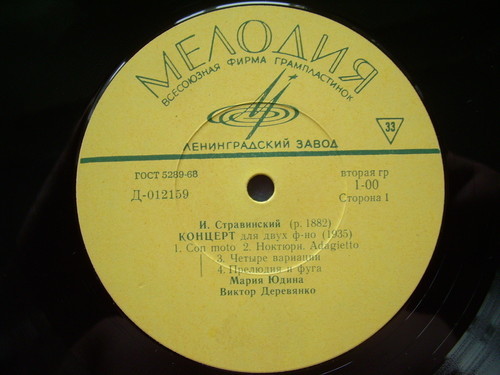 МЕЛОДИЯ
ВСЕСОЮЗНАЯ ФИРМА ГРАМПЛАСТИНОК
33
ЛЕНИНГРАДСКИЙ ЗАВОД
ГОСТ 5289-68
вторая гр
Д-012159
1-00
Сторона 1
И. Стравинский (р. 1882)
КОНЦЕРТ для двух ф-но (1935)
1. Con moto 2. Ноктюрн. Adagietto
3. Четыре вариации
4. Прелюдия и фуга
Мария Юдина
Виктор Деревянко